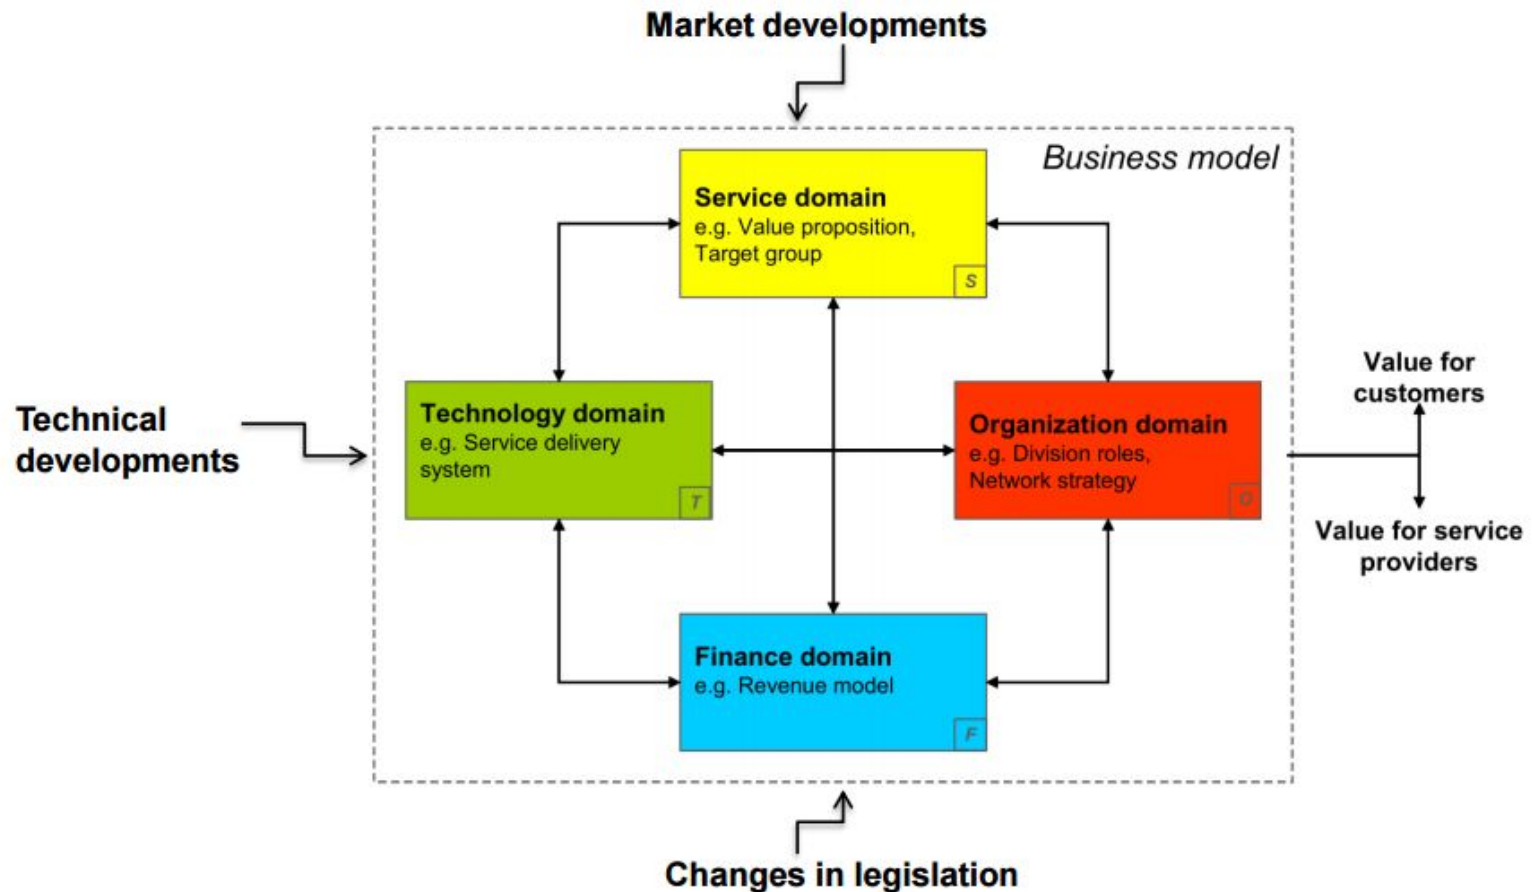 Market developments
Business model
Service domain
e.g. Value proposition,
Target group
S
Technical
developments
Technology domain
e.g. Service delivery
system
T
Organization domain
e.g. Division roles,
Network strategy
O
Value for
customers
Value for service
providers
Finance domain
e.g. Revenue model
F
Changes in legislation